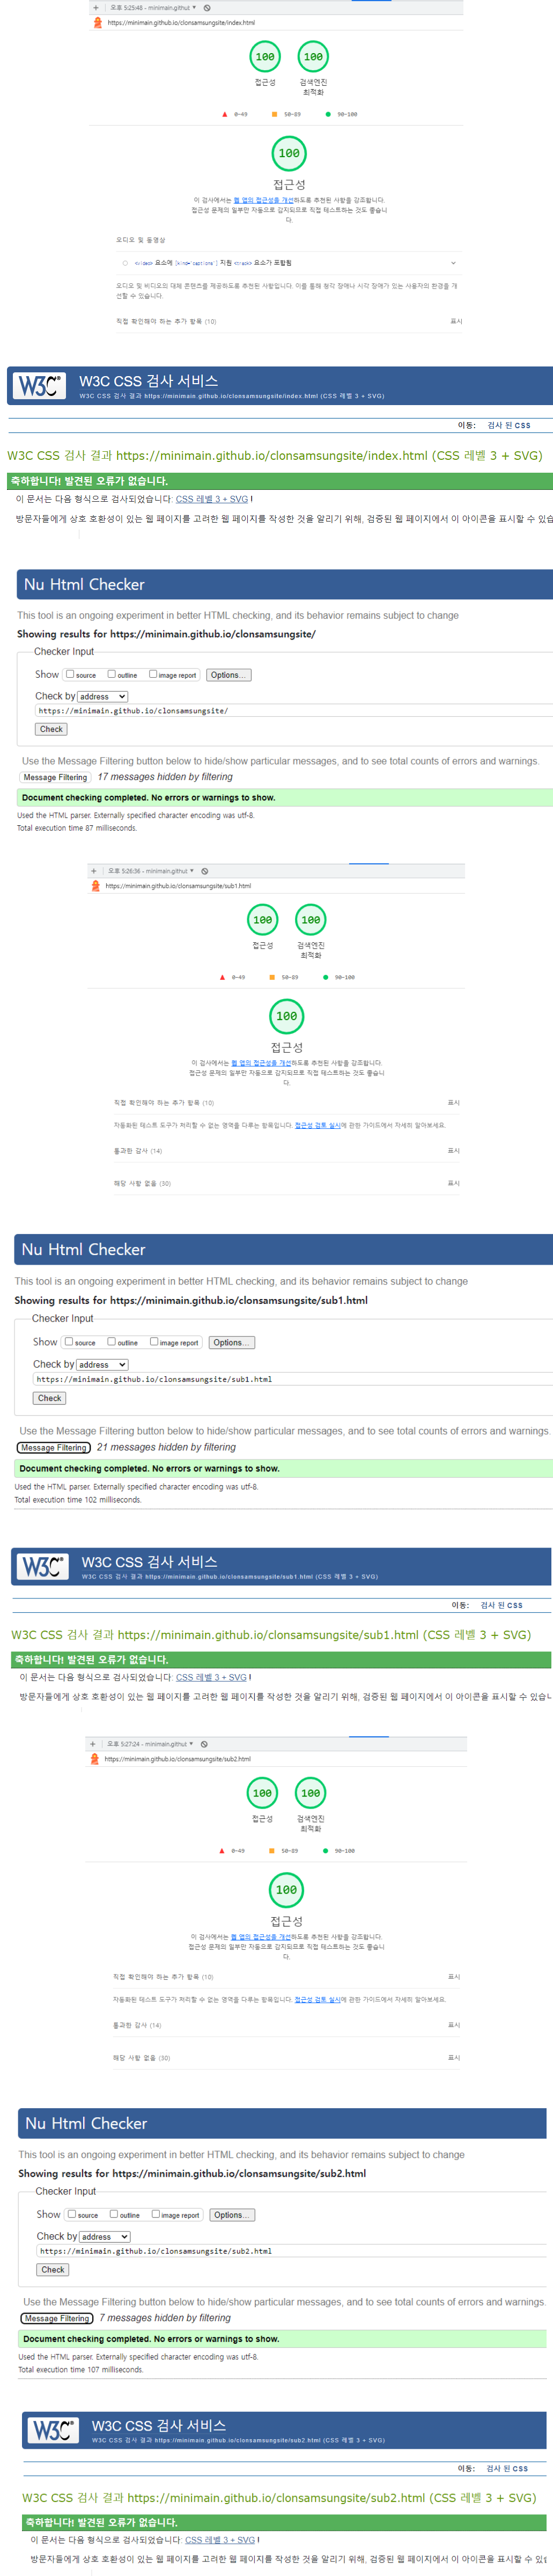 + 오후 5:25:48 - minimain.githut ▼
https://minimain.github.io/clonsamsungsite/index.html
100 100
접근성 검색엔진
최적화
0-49 50-89 90-100
100
접근성
이 검사에서는 웹 앱의 접근성을 개선하도록 추천된 사항을 강조합니다.
접근성 문제의 일부만 자동으로 감지되므로 직접 테스트하는 것도 좋습니
다.
오디오 및 동영상
<video> 요소에 [kind="captions"] 지원 <track> 요소가 포함됨
오디오 및 비디오의 대체 콘텐츠를 제공하도록 추천된 사항입니다. 이를 통해 청각 장애나 시각 장애가 있는 사용자의 환경을 개
선할 수 있습니다.
직접 확인해야 하는 추가 항목 (10) 표시
W3C® W3C CSS 검사 서비스
W3C CSS 검사 결과 https://minimain.github.io/clonsamsungsite/index.html (CSS 레벨 3 + SVG)
이동: 검사 된 CSS
W3C CSS 검사 결과 https://minimain.github.io/clonsamsungsite/index.html (CSS 레벨 3 + SVG)
축하합니다! 발견된 오류가 없습니다.
이 문서는 다음 형식으로 검사되었습니다: CSS 레벨 3 + SVG !
방문자들에게 상호 호환성이 있는 웹 페이지를 고려한 웹 페이지를 작성한 것을 알리기 위해, 검증된 웹 페이지에서 이 아이콘을 표시할 수 있습
Nu Html Checker
This tool is an ongoing experiment in better HTML checking, and its behavior remains subject to change
Showing results for https://minimain.github.io/clonsamsungsite/
Checker Input
Show source outline image report Options...
Check by address
https://minimain.github.io/clonsamsungsite/
Check
Use the Message Filtering button below to hide/show particular messages, and to see total counts of errors and warnings.
Message Filtering 17 messages hidden by filtering
Document checking completed. No errors or warnings to show.
Used the HTML parser. Externally specified character encoding was utf-8.
Total execution time 87 milliseconds.
+ 오후 5:26:36 - minimain.githut ▼
https://minimain.github.io/clonsamsungsite/sub1.html
100 100
접근성 검색엔진
최적화
0-49 50-89 90-100
100
접근성
이 검사에서는 웹 앱의 접근성을 개선하도록 추천된 사항을 강조합니다.
접근성 문제의 일부만 자동으로 감지되므로 직접 테스트하는 것도 좋습니
다.
직접 확인해야 하는 추가 항목 (10) 표시
자동화된 테스트 도구가 처리할 수 없는 영역을 다루는 항목입니다. 접근성 검토 실시에 관한 가이드에서 자세히 알아보세요.
통과한 감사 (14) 표시
해당 사항 없음 (30) 표시
Nu Html Checker
This tool is an ongoing experiment in better HTML checking, and its behavior remains subject to change
Showing results for https://minimain.github.io/clonsamsungsite/sub1.html
Checker Input
Show source outline image report Options...
Check by address
https://minimain.github.io/clonsamsungsite/sub1.html
Check
Use the Message Filtering button below to hide/show particular messages, and to see total counts of errors and warnings.
Message Filtering 21 messages hidden by filtering
Document checking completed. No errors or warnings to show.
Used the HTML parser. Externally specified character encoding was utf-8.
Total execution time 102 milliseconds.
W3C® W3C CSS 검사 서비스
W3C CSS 검사 결과 https://minimain.github.io/clonsamsungsite/sub1.html (CSS 레벨 3 + SVG)
이동: 검사 된 CSS
W3C CSS 검사 결과 https://minimain.github.io/clonsamsungsite/sub1.html (CSS 레벨 3 + SVG)
축하합니다! 발견된 오류가 없습니다.
이 문서는 다음 형식으로 검사되었습니다: CSS 레벨 3 + SVG !
방문자들에게 상호 호환성이 있는 웹 페이지를 고려한 웹 페이지를 작성한 것을 알리기 위해, 검증된 웹 페이지에서 이 아이콘을 표시할 수 있습니
+ 오후 5:27:24 - minimain.githut ▼
https://minimain.github.io/clonsamsungsite/sub2.html
100 100
접근성 검색엔진
최적화
0-49 50-89 90-100
100
접근성
이 검사에서는 웹 앱의 접근성을 개선하도록 추천된 사항을 강조합니다.
접근성 문제의 일부만 자동으로 감지되므로 직접 테스트하는 것도 좋습니
다.
직접 확인해야 하는 추가 항목 (10) 표시
자동화된 테스트 도구가 처리할 수 없는 영역을 다루는 항목입니다. 접근성 검토 실시에 관한 가이드에서 자세히 알아보세요.
통과한 감사 (14) 표시
해당 사항 없음 (30) 표시
Nu Html Checker
This tool is an ongoing experiment in better HTML checking, and its behavior remains subject to change
Showing results for https://minimain.github.io/clonsamsungsite/sub2.html
Checker Input
Show source outline image report Options...
Check by address
https://minimain.github.io/clonsamsungsite/sub2.html
Check
Use the Message Filtering button below to hide/show particular messages, and to see total counts of errors and warnings.
Message Filtering 7 messages hidden by filtering
Document checking completed. No errors or warnings to show.
Used the HTML parser. Externally specified character encoding was utf-8.
Total execution time 107 milliseconds.
W3C® W3C CSS 검사 서비스
W3C CSS 검사 결과 https://minimain.github.io/clonsamsungsite/sub2.html (CSS 레벨 3 + SVG)
이동: 검사 된 CSS
W3C CSS 검사 결과 https://minimain.github.io/clonsamsungsite/sub2.html (CSS 레벨 3 + SVG)
축하합니다! 발견된 오류가 없습니다.
이 문서는 다음 형식으로 검사되었습니다: CSS 레벨 3 + SVG !
방문자들에게 상호 호환성이 있는 웹 페이지를 고려한 웹 페이지를 작성한 것을 알리기 위해, 검증된 웹 페이지에서 이 아이콘을 표시할 수 있습